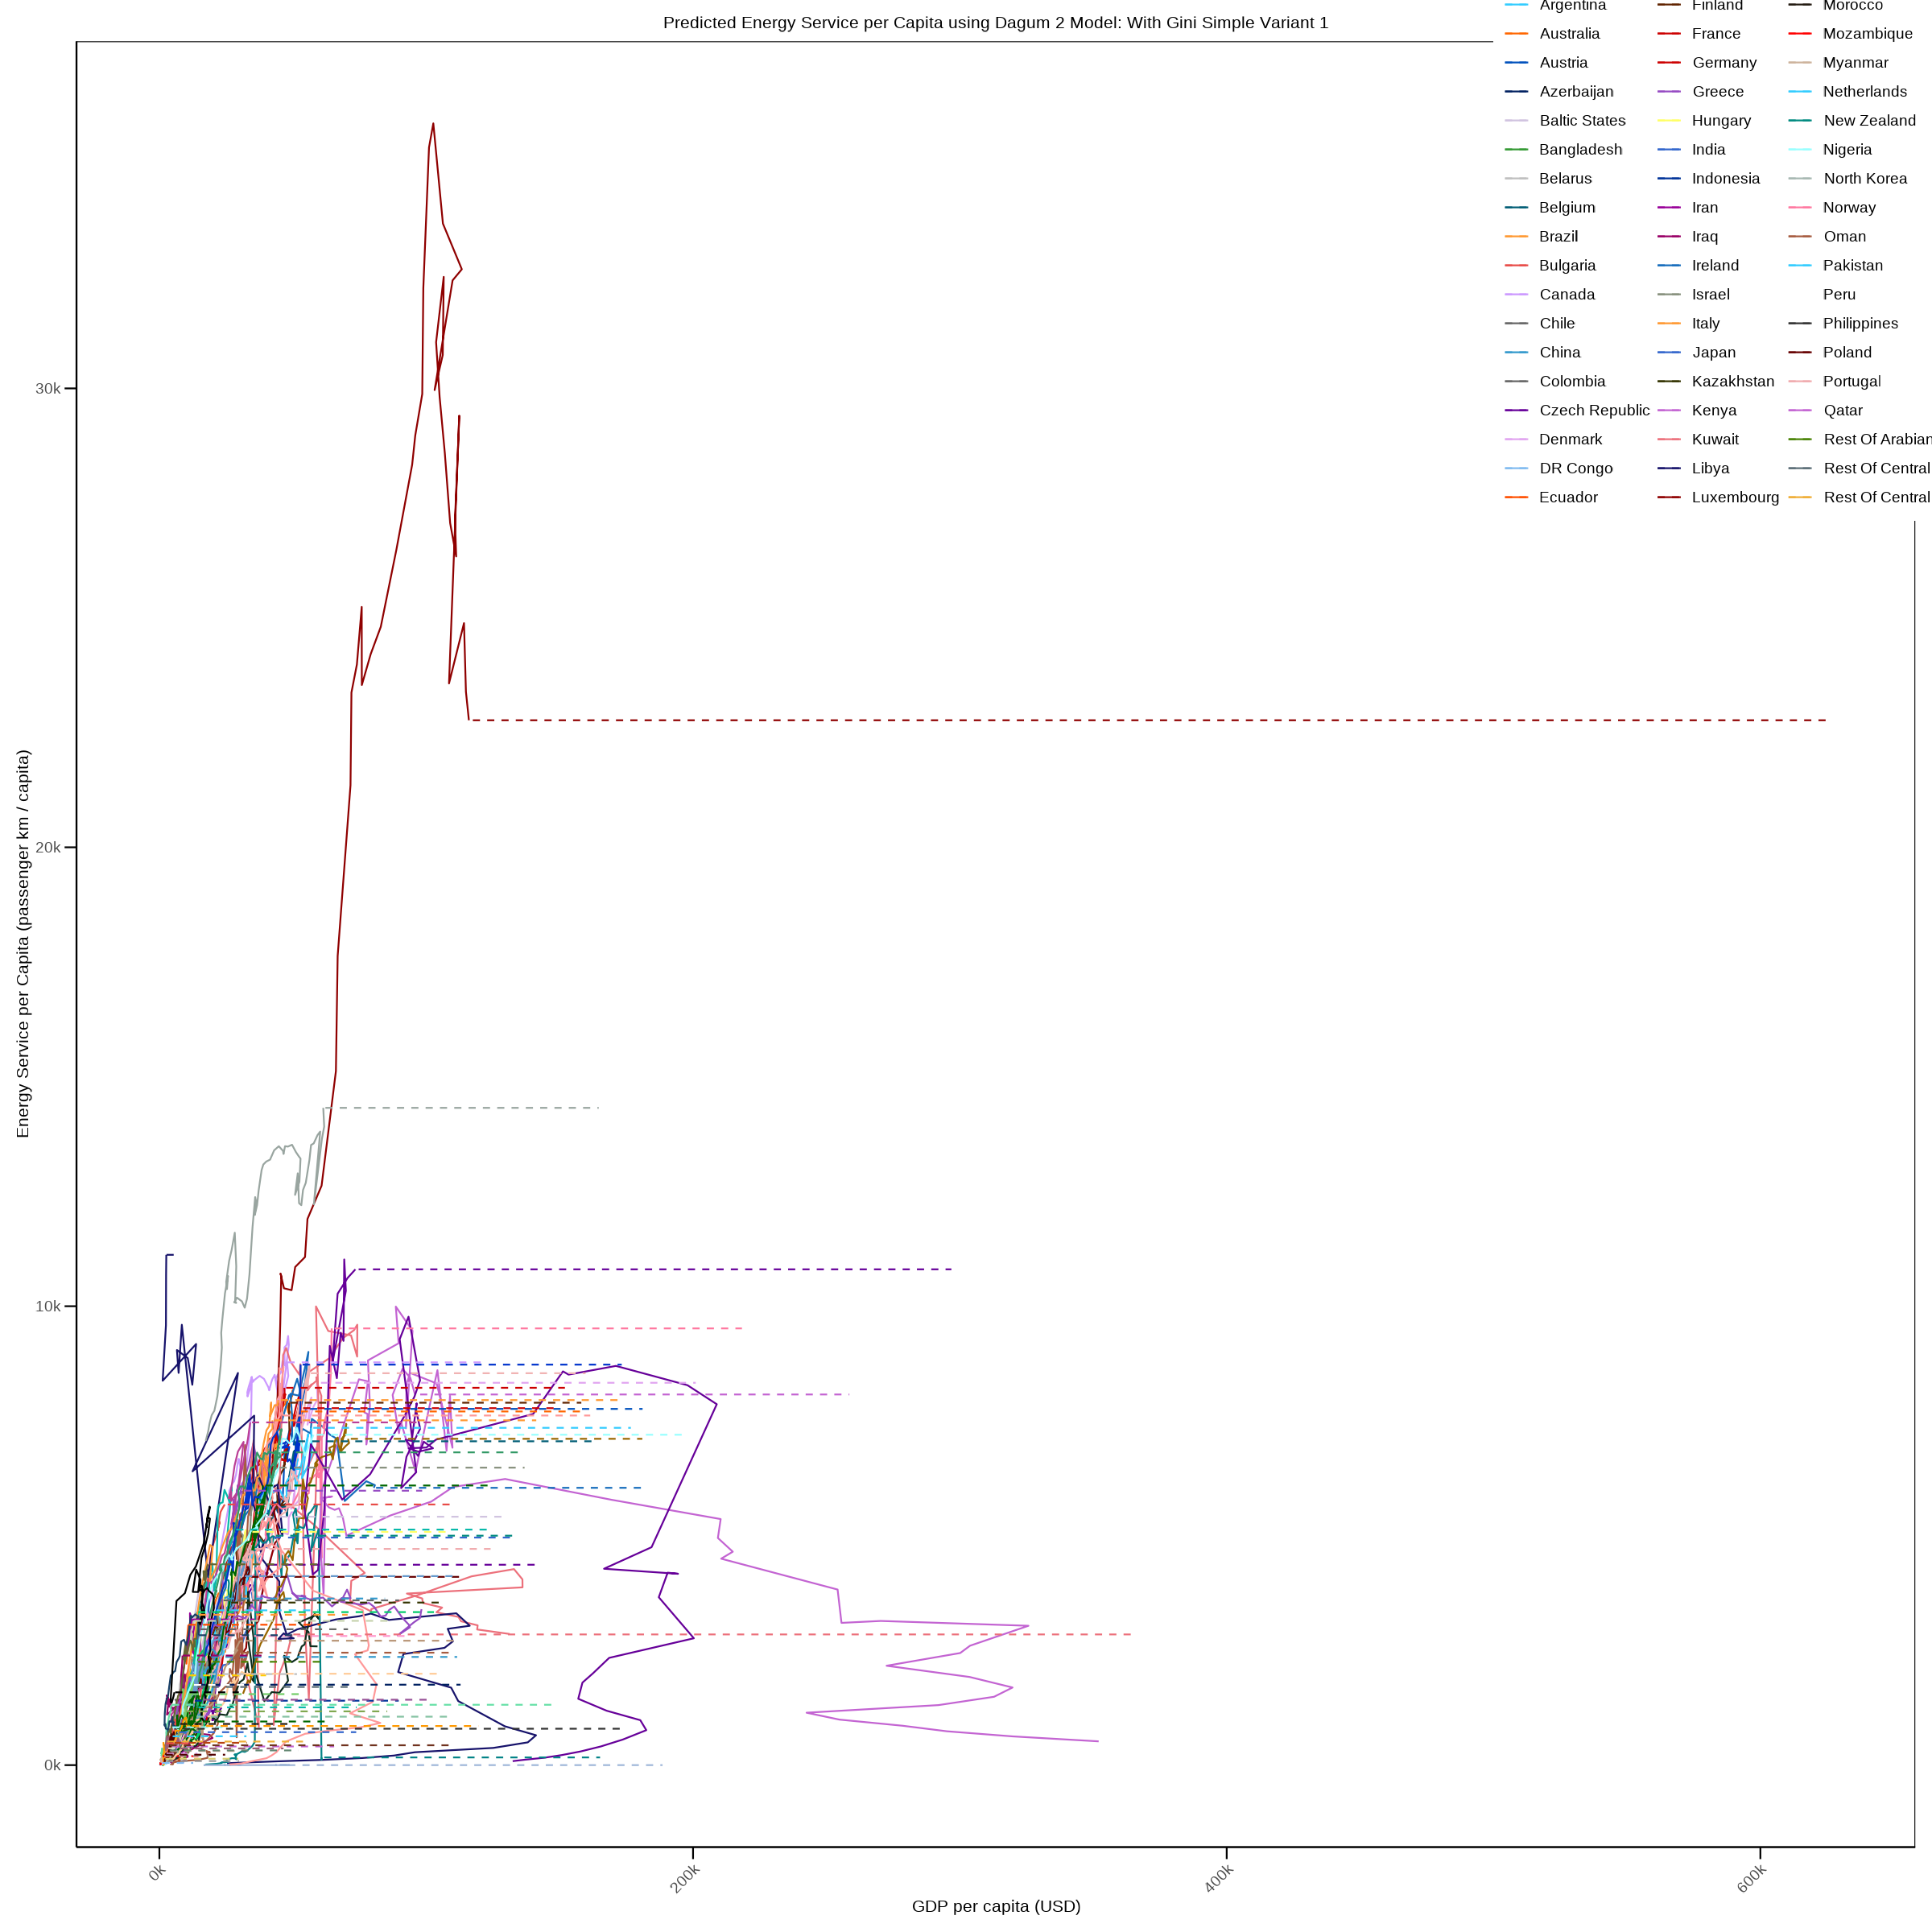 Predicted Energy Service per Capita using Dagum 2 Model: With Gini Simple Variant 1
Argentina Finland Morocco
Australia France Mozambique
Austria Germany Myanmar
Azerbaijan Greece Netherlands
Baltic States Hungary New Zealand
Bangladesh India Nigeria
Belarus Indonesia North Korea
Belgium Iran Norway
Brazil Iraq Oman
Bulgaria Ireland Pakistan
Canada Israel Peru
Chile Italy Philippines
China Japan Poland
Colombia Kazakhstan Portugal
Czech Republic Kenya Qatar
Denmark Kuwait Rest Of Arabian
DR Congo Libya Rest Of Central
Ecuador Luxembourg Rest Of Central
Energy Service per Capita (passenger km / capita)
30k
20k
10k
0k
0k 200k 400k 600k
GDP per capita (USD)